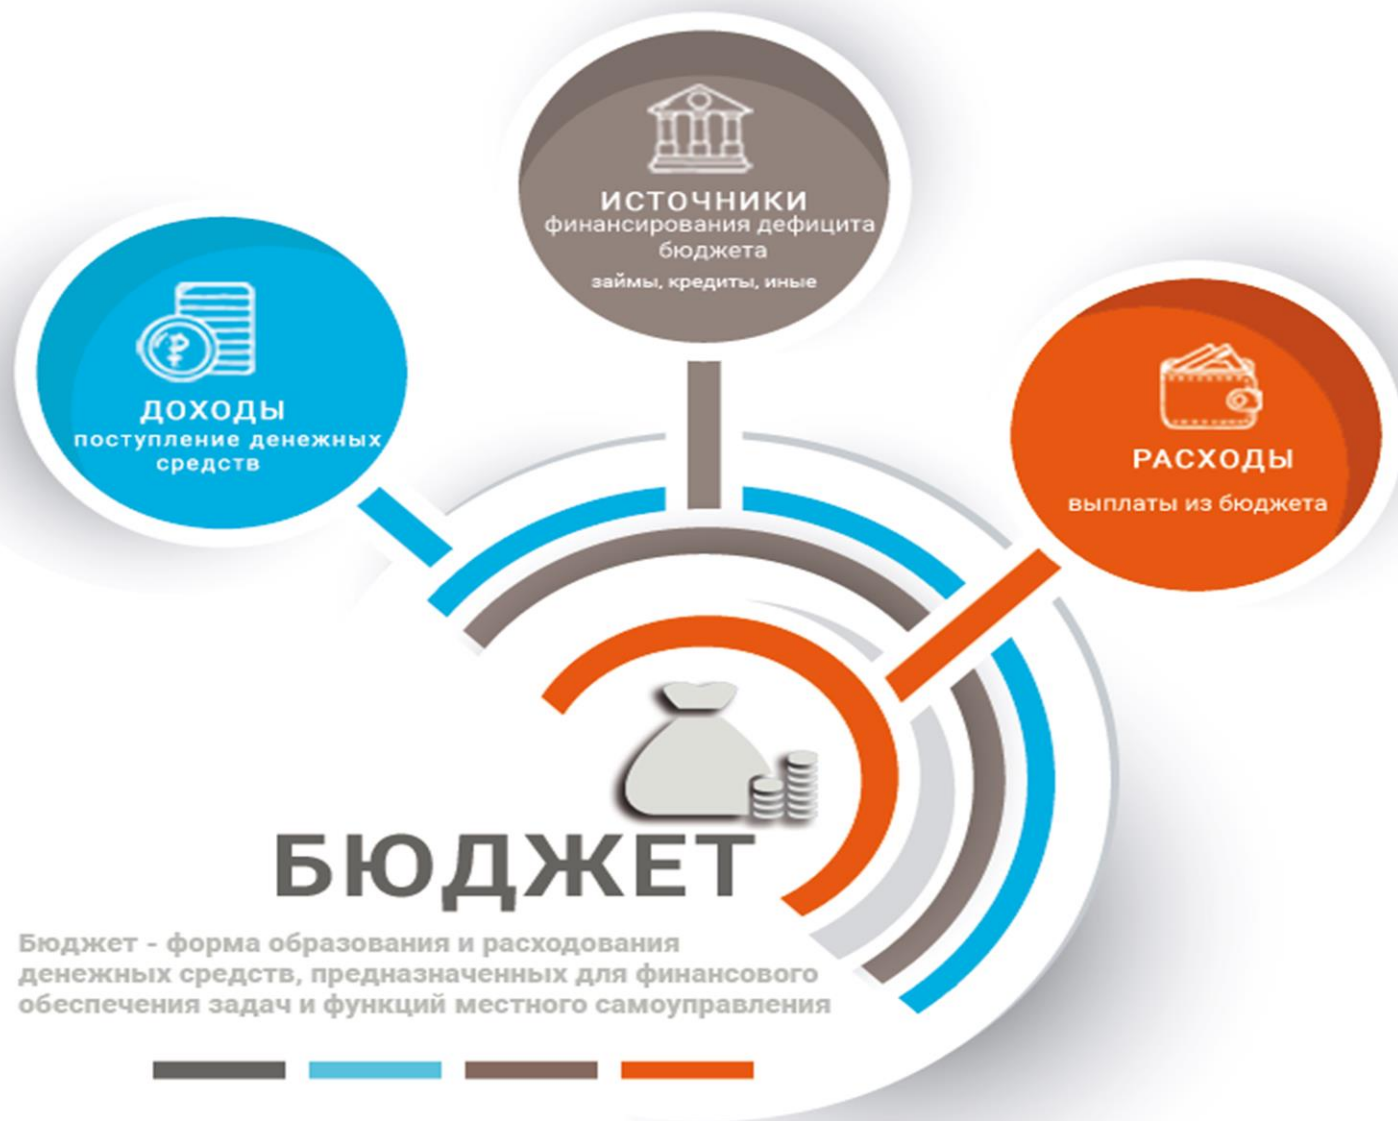 ИСТОЧНИКИ
финансирования дефицита
бюджета
займы, кредиты, иные
ДОХОДЫ
поступление денежных
средств
РАСХОДЫ
выплаты из бюджета
БЮДЖЕТ
Бюджет - форма образования и расходования
денежных средств, предназначенных для финансового
обеспечения задач и функций местного самоуправления